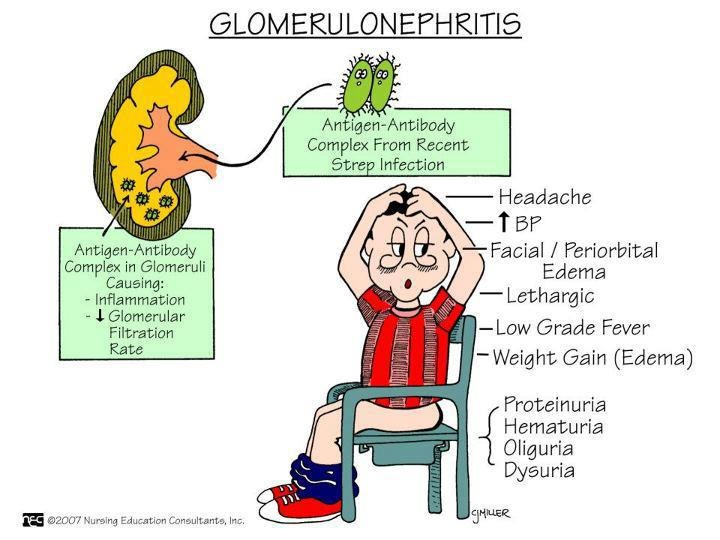 GLOMERULONEPHRITIS
Antigen-Antibody
Complex From Recent
Strep Infection
Antigen-Antibody
Complex in Glomeruli
Causing:
- Inflammation
- ↓ Glomerular
Filtration
Rate
Headache
↑ BP
Facial / Periorbital
Edema
Lethargic
Low Grade Fever
Weight Gain (Edema)
Proteinuria
Hematuria
Oliguria
Dysuria
CJMILLER
nec ©2007 Nursing Education Consultants, Inc.